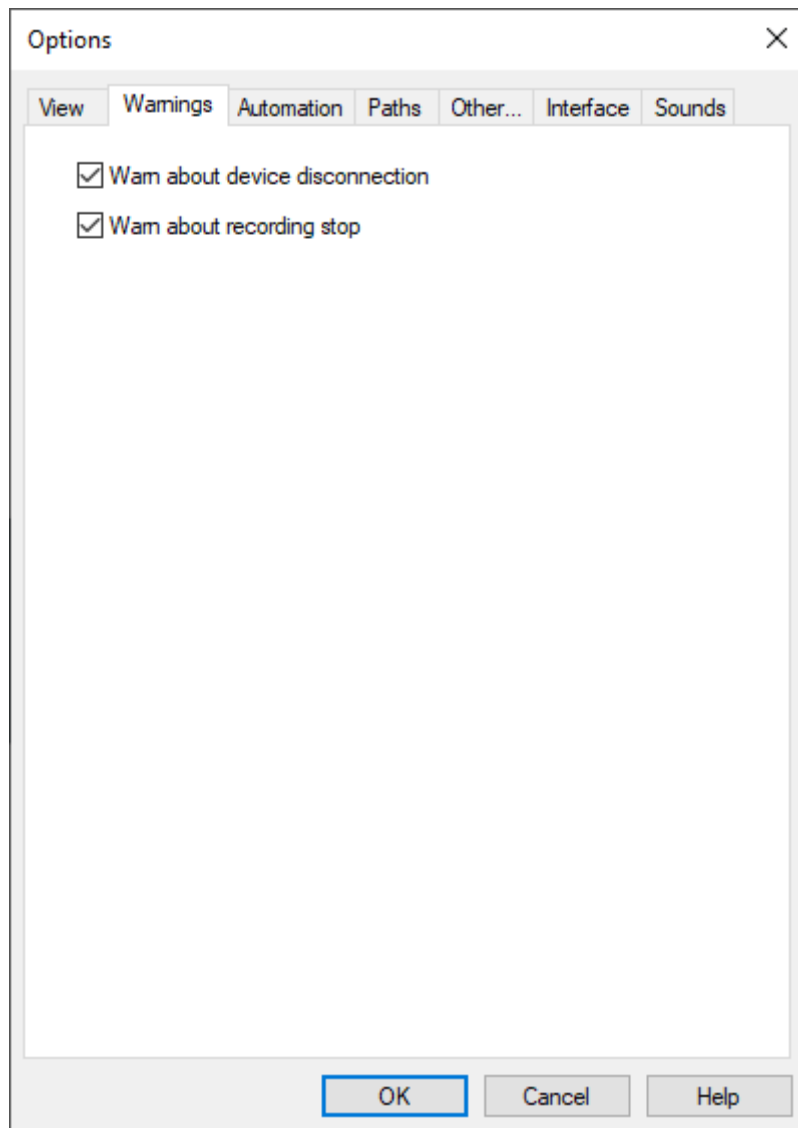 Options
View Warnings Automation Paths Other... Interface Sounds
Warn about device disconnection
Warn about recording stop
OK Cancel Help